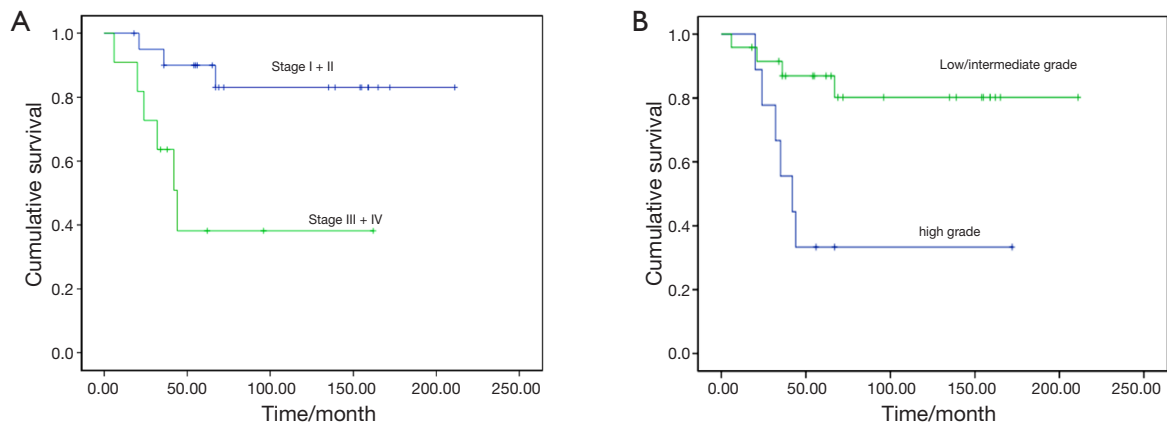 A
Cumulative survival
1.0
0.8
0.6
0.4
0.2
0.0
Stage I + II
Stage III + IV
0.00 50.00 100.00 150.00 200.00 250.00
Time/month
B
Cumulative survival
1.0
0.8
0.6
0.4
0.2
0.0
Low/intermediate grade
high grade
0.00 50.00 100.00 150.00 200.00 250.00
Time/month